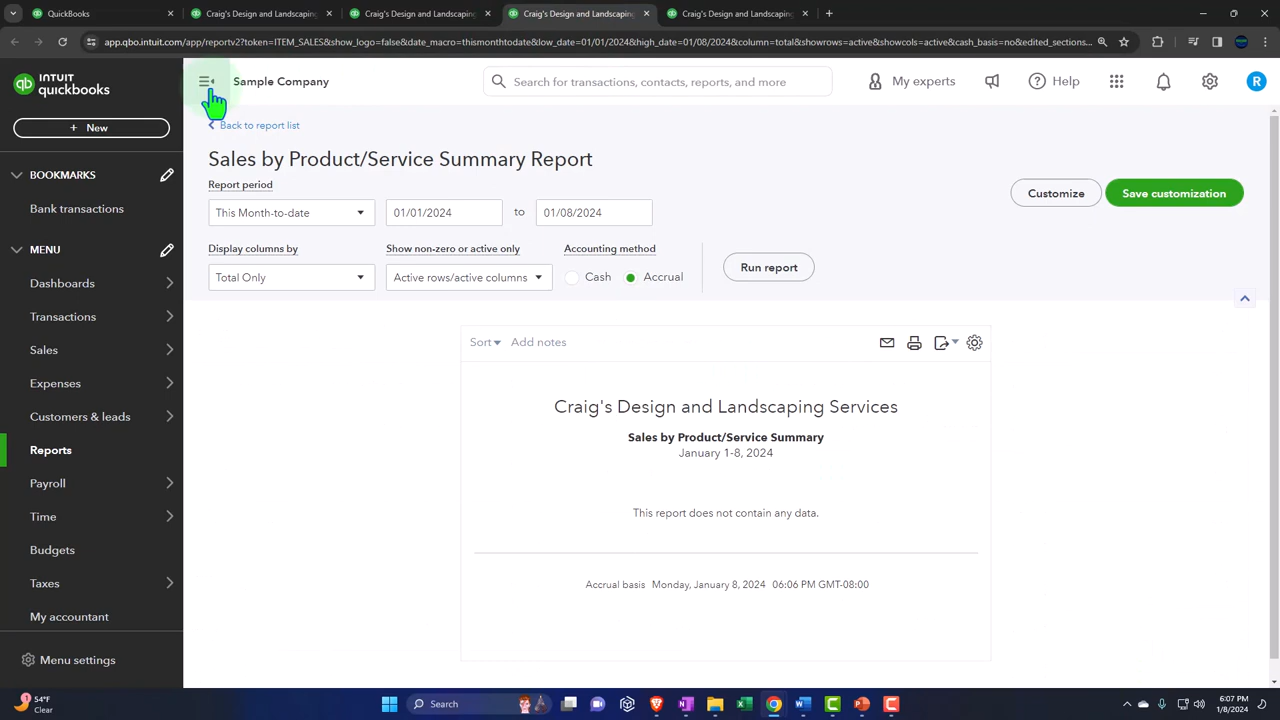 Craig's Design and Landscaping
Craig's Design and Landscaping
Craig's Design and Landscaping
Craig's Design and Landscaping
app.qbo.intuit.com/app/reportv2?token=ITEM_SALES&show_logo=false&date_macro=thismonthtodate&low_date=01/01/2024&high_date=01/08/2024&column=total&showrows=active&showcols=active&cash_basis=no&edited_sections...
INTUIT
quickbooks
Sample Company
Search for transactions, contacts, reports, and more
My experts
Help
R
+ New
Back to report list
Sales by Product/Service Summary Report
BOOKMARKS
Report period
Customize
Save customization
Bank transactions
This Month-to-date
01/01/2024
to
01/08/2024
MENU
Display columns by
Show non-zero or active only
Accounting method
Run report
Dashboards
Total Only
Active rows/active columns
Cash
Accrual
Transactions
Sales
Sort
Add notes
Expenses
Customers & leads
Craig's Design and Landscaping Services
Reports
Sales by Product/Service Summary
January 1-8, 2024
Payroll
Time
This report does not contain any data.
Budgets
Taxes
Accrual basis Monday, January 8, 2024 06:06 PM GMT-08:00
My accountant
Menu settings
54°F
Clear
Search
6:07 PM
1/8/2024